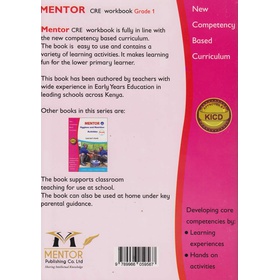 MENTOR CRE workbook Grade 1
Mentor CRE workbook is fully in line with
the new competency based curriculum.
The book is easy to use and contains a
variety of learning activities. It makes learning
fun for the lower primary learner.
This book has been authored by teachers with
wide experience in Early Years Education in
leading schools across Kenya.
Other books in this series are:
MENTOR
The book supports classroom
teaching for use at school.
The book can also be used at home under key
parental guidance.
MENTOR
Publishing Co. Ltd
New
Competency
Based
Curriculum
KICD
Developing core
competencies by:
Learning
experiences
Hands on
activities
9789966059687